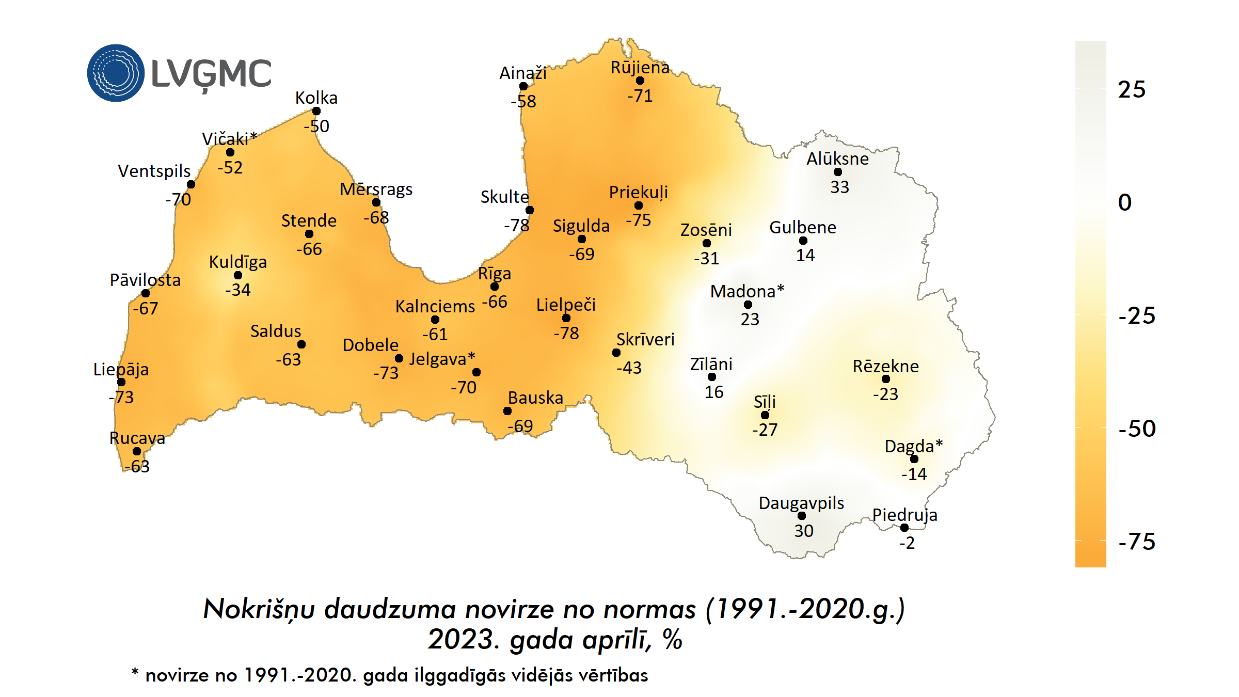 LVĢMC
Ainaži
-58
Rūjiena
-71
Kolka
-50
Vičaki*
-52
Alūksne
33
Ventspils
-70
Mērsrags
-68
Skulte
-78
Priekuļi
-75
Stende
-66
Sigulda
-69
Zosēni
-31
Gulbene
14
Kuldīga
-34
Rīga
-66
Pāvilosta
-67
Madona*
23
Kalnciems
-61
Lielpeči
-78
Saldus
-63
Dobele
-73
Jelgava*
-70
Skrīveri
-43
Liepāja
-73
Zīlāni
16
Rēzekne
-23
Bauska
-69
Sīļi
-27
Rucava
-63
Dagda*
-14
Daugavpils
30
Piedruja
-2
25
0
-25
-50
-75
Nokrišņu daudzuma novirze no normas (1991.-2020.g.)
2023. gada aprīlī, %
* novirze no 1991.-2020. gada ilggadīgās vidējās vērtības